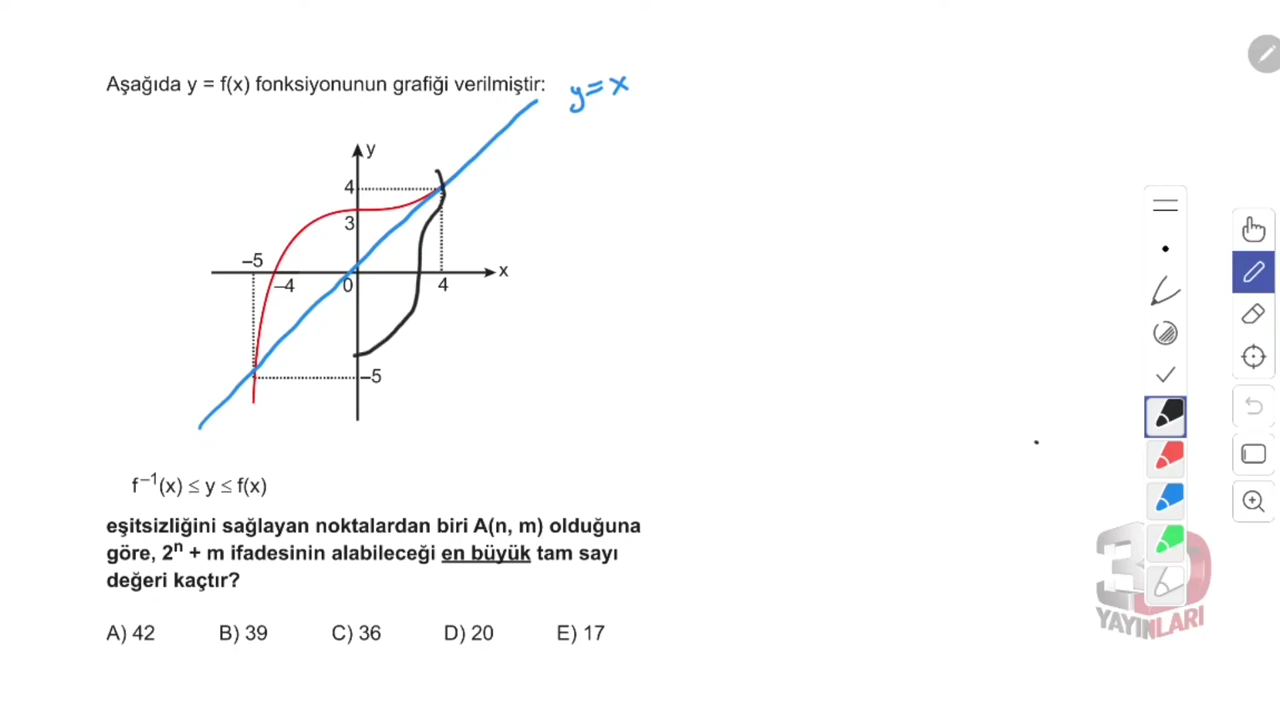 Aşağıda y = f(x) fonksiyonunun grafiği verilmiştir:
y = x
y
4
3
-5
-4
0
4
x
-5
f⁻¹(x) ≤ y ≤ f(x)
eşitsizliğini sağlayan noktalardan biri A(n, m) olduğuna
göre, 2ⁿ + m ifadesinin alabileceği en büyük tam sayı
değeri kaçtır?
A) 42 B) 39 C) 36 D) 20 E) 17
3D
YAYINLARI